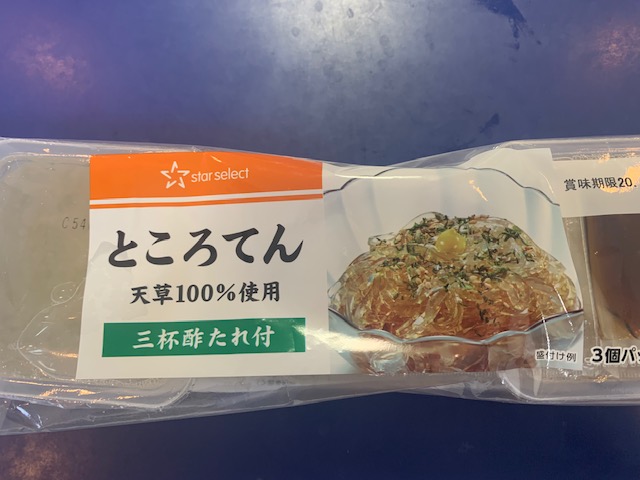 star select
ところてん
天草100%使用
三杯酢たれ付
C54
賞味期限20.
盛付け例
3個パ